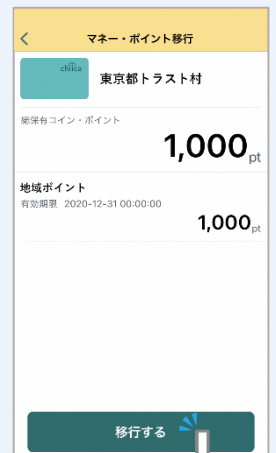 マネー・ポイント移行
chiica
東京都トラスト村
総保有コイン・ポイント
1,000pt
地域ポイント
有効期限 2020-12-31 00:00:00
1,000pt
移行する